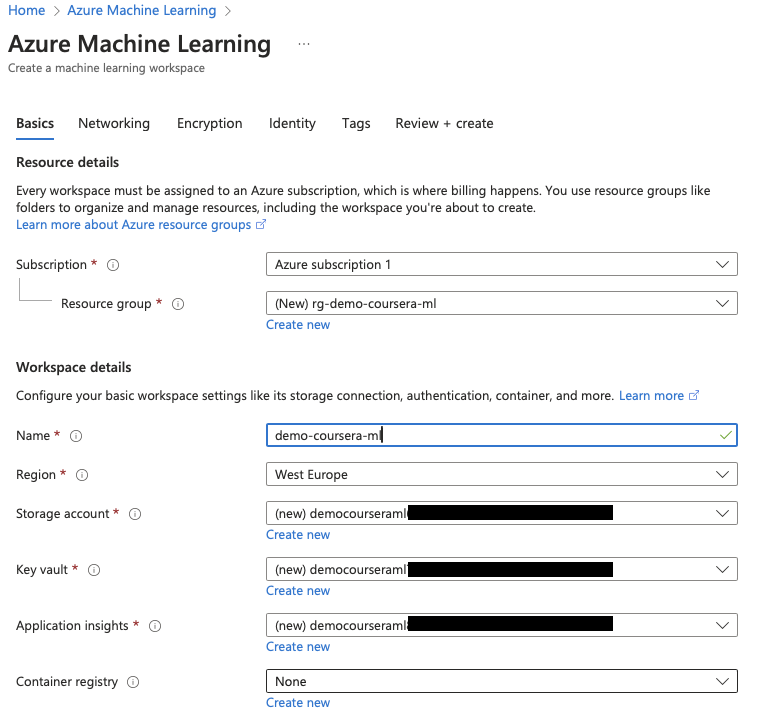 Home > Azure Machine Learning >
Azure Machine Learning ...
Create a machine learning workspace
Basics Networking Encryption Identity Tags Review + create
Resource details
Every workspace must be assigned to an Azure subscription, which is where billing happens. You use resource groups like
folders to organize and manage resources, including the workspace you're about to create.
Learn more about Azure resource groups
Subscription * Azure subscription 1
Resource group * (New) rg-demo-coursera-ml
Create new
Workspace details
Configure your basic workspace settings like its storage connection, authentication, container, and more. Learn more
Name * demo-coursera-ml
Region * West Europe
Storage account * (new) democourseraml
Create new
Key vault * (new) democourseraml
Create new
Application insights * (new) democourseraml
Create new
Container registry None
Create new